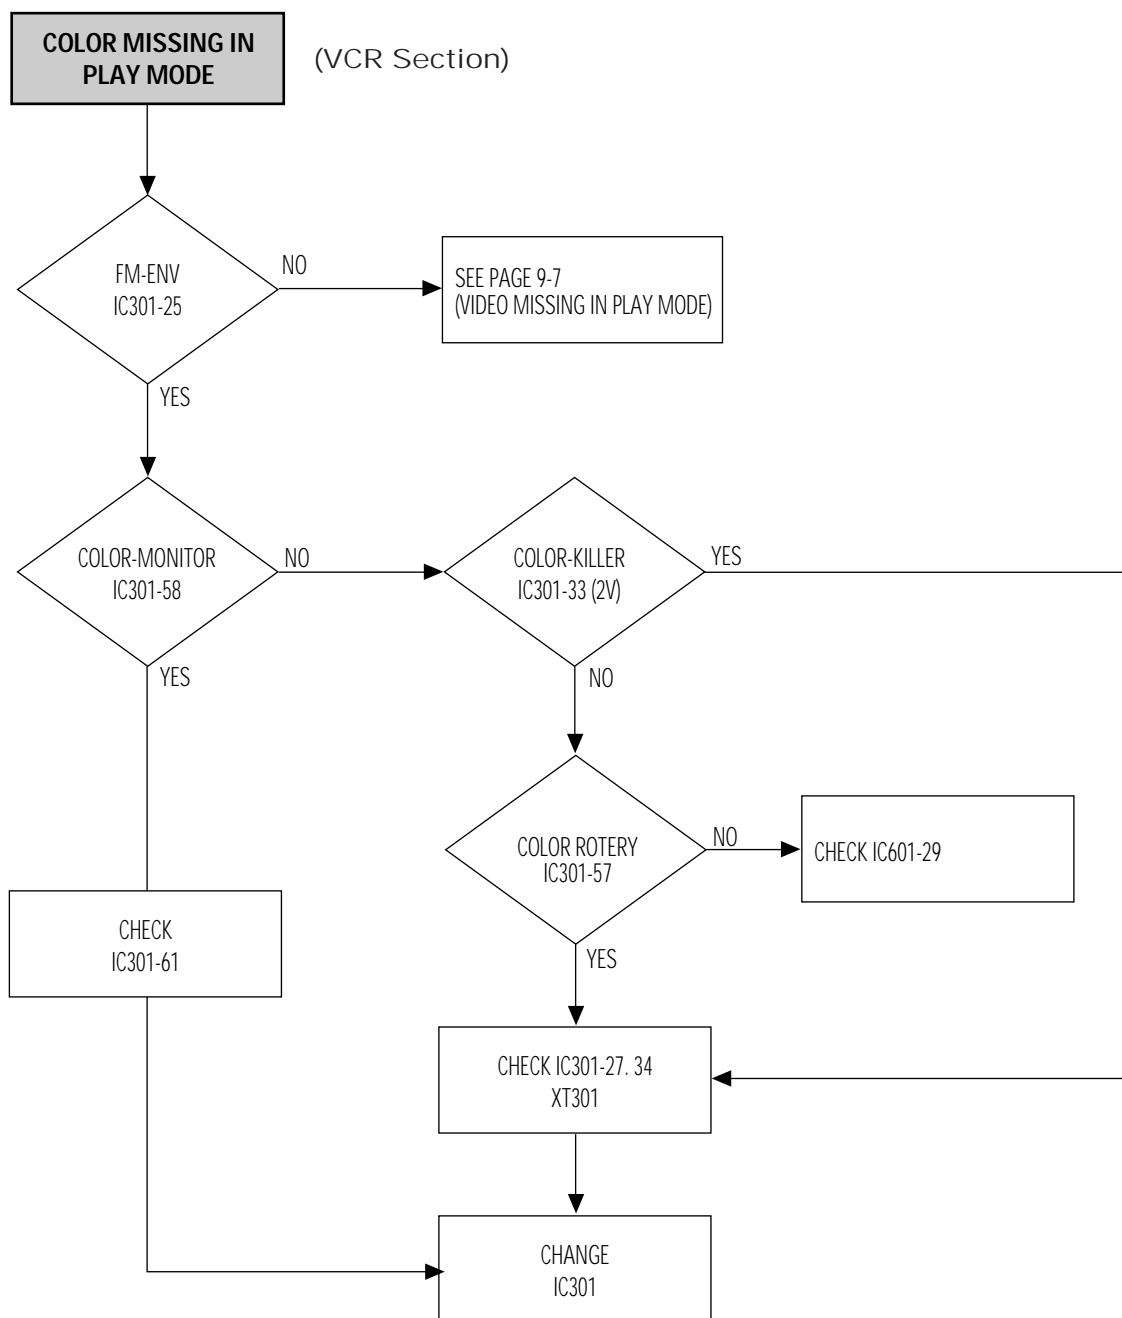 COLOR MISSING IN
PLAY MODE
(VCR Section)
FM-ENV
IC301-25
NO
SEE PAGE 9-7
(VIDEO MISSING IN PLAY MODE)
YES
COLOR-MONITOR
IC301-58
NO
COLOR-KILLER
IC301-33 (2V)
YES
YES
NO
COLOR ROTERY
IC301-57
NO
CHECK IC601-29
CHECK
IC301-61
YES
CHECK IC301-27. 34
XT301
CHANGE
IC301